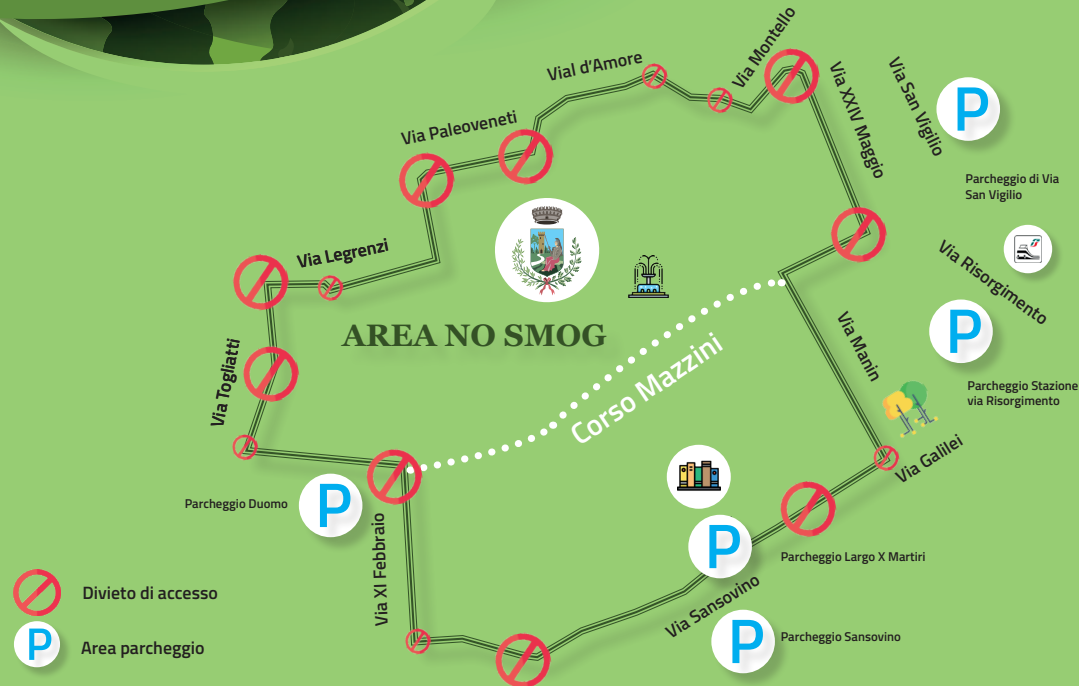 Via Montello
Vial d'Amore
Via XXIV Maggio
Via San Vigilio
P
Via Paleoveneti
Parcheggio di Via
San Vigilio
Via Legrenzi
Via Risorgimento
AREA NO SMOG
P
Via Manin
Corso Mazzini
Via Togliatti
Parcheggio Stazione
via Risorgimento
Via Galilei
Parcheggio Duomo
P
Via XI Febbraio
P
Parcheggio Largo X Martiri
Via Sansovino
P
Parcheggio Sansovino
Divieto di accesso
P
Area parcheggio